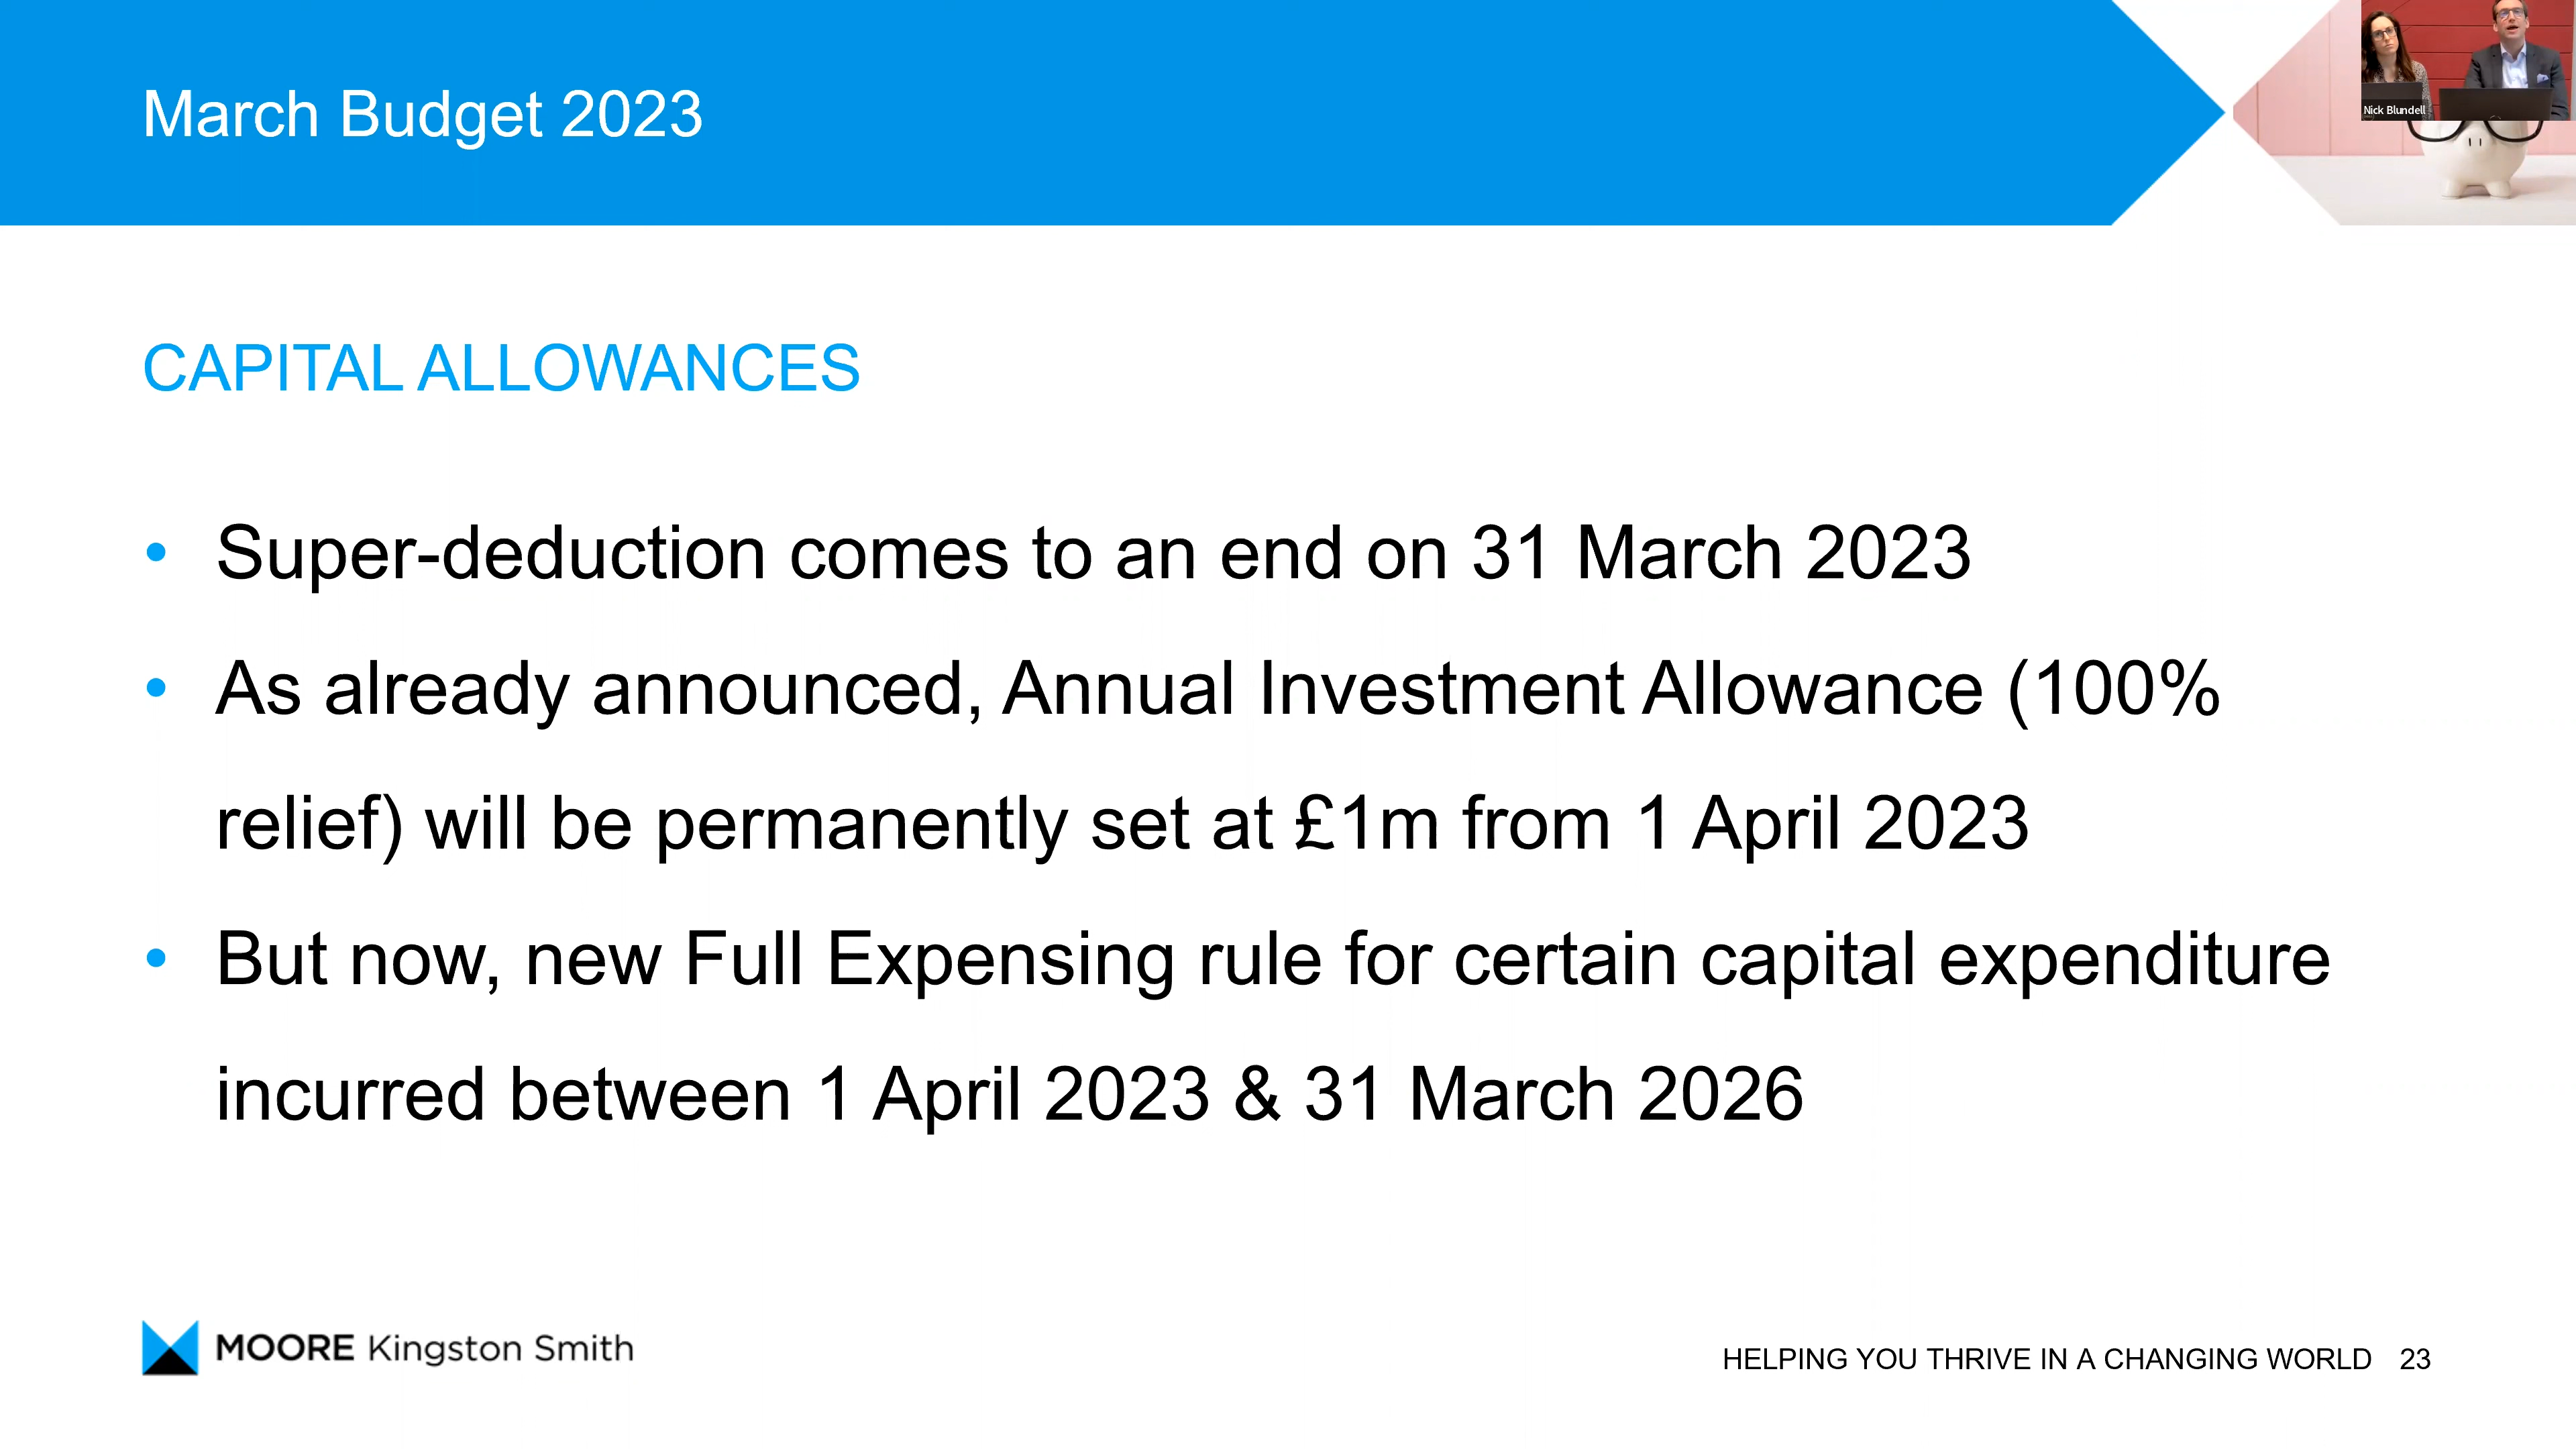 March Budget 2023
Nick Blundell
CAPITAL ALLOWANCES
• Super-deduction comes to an end on 31 March 2023
• As already announced, Annual Investment Allowance (100%
relief) will be permanently set at £1m from 1 April 2023
• But now, new Full Expensing rule for certain capital expenditure
incurred between 1 April 2023 & 31 March 2026
MOORE Kingston Smith
HELPING YOU THRIVE IN A CHANGING WORLD 23